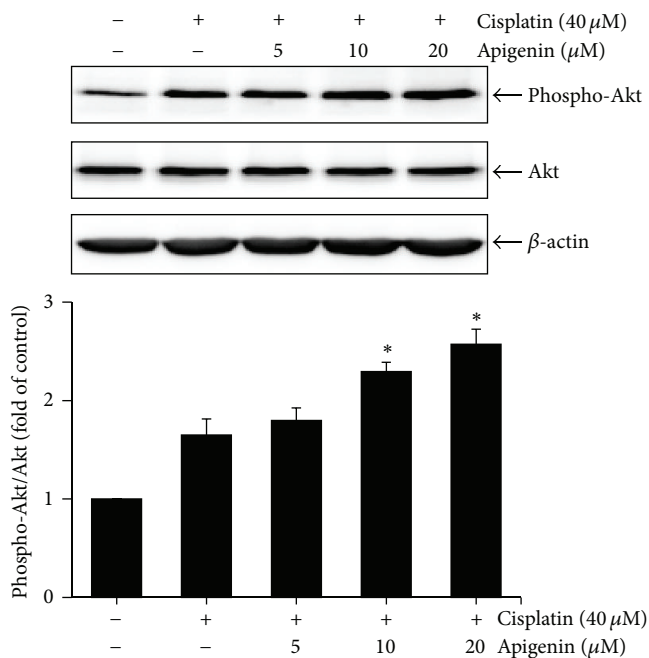 − + + + + Cisplatin (40 μM)
− − 5 10 20 Apigenin (μM)
Phospho-Akt
Akt
β-actin
Phospho-Akt/Akt (fold of control)
3
2
1
0
*
*
− + + + + Cisplatin (40 μM)
− − 5 10 20 Apigenin (μM)